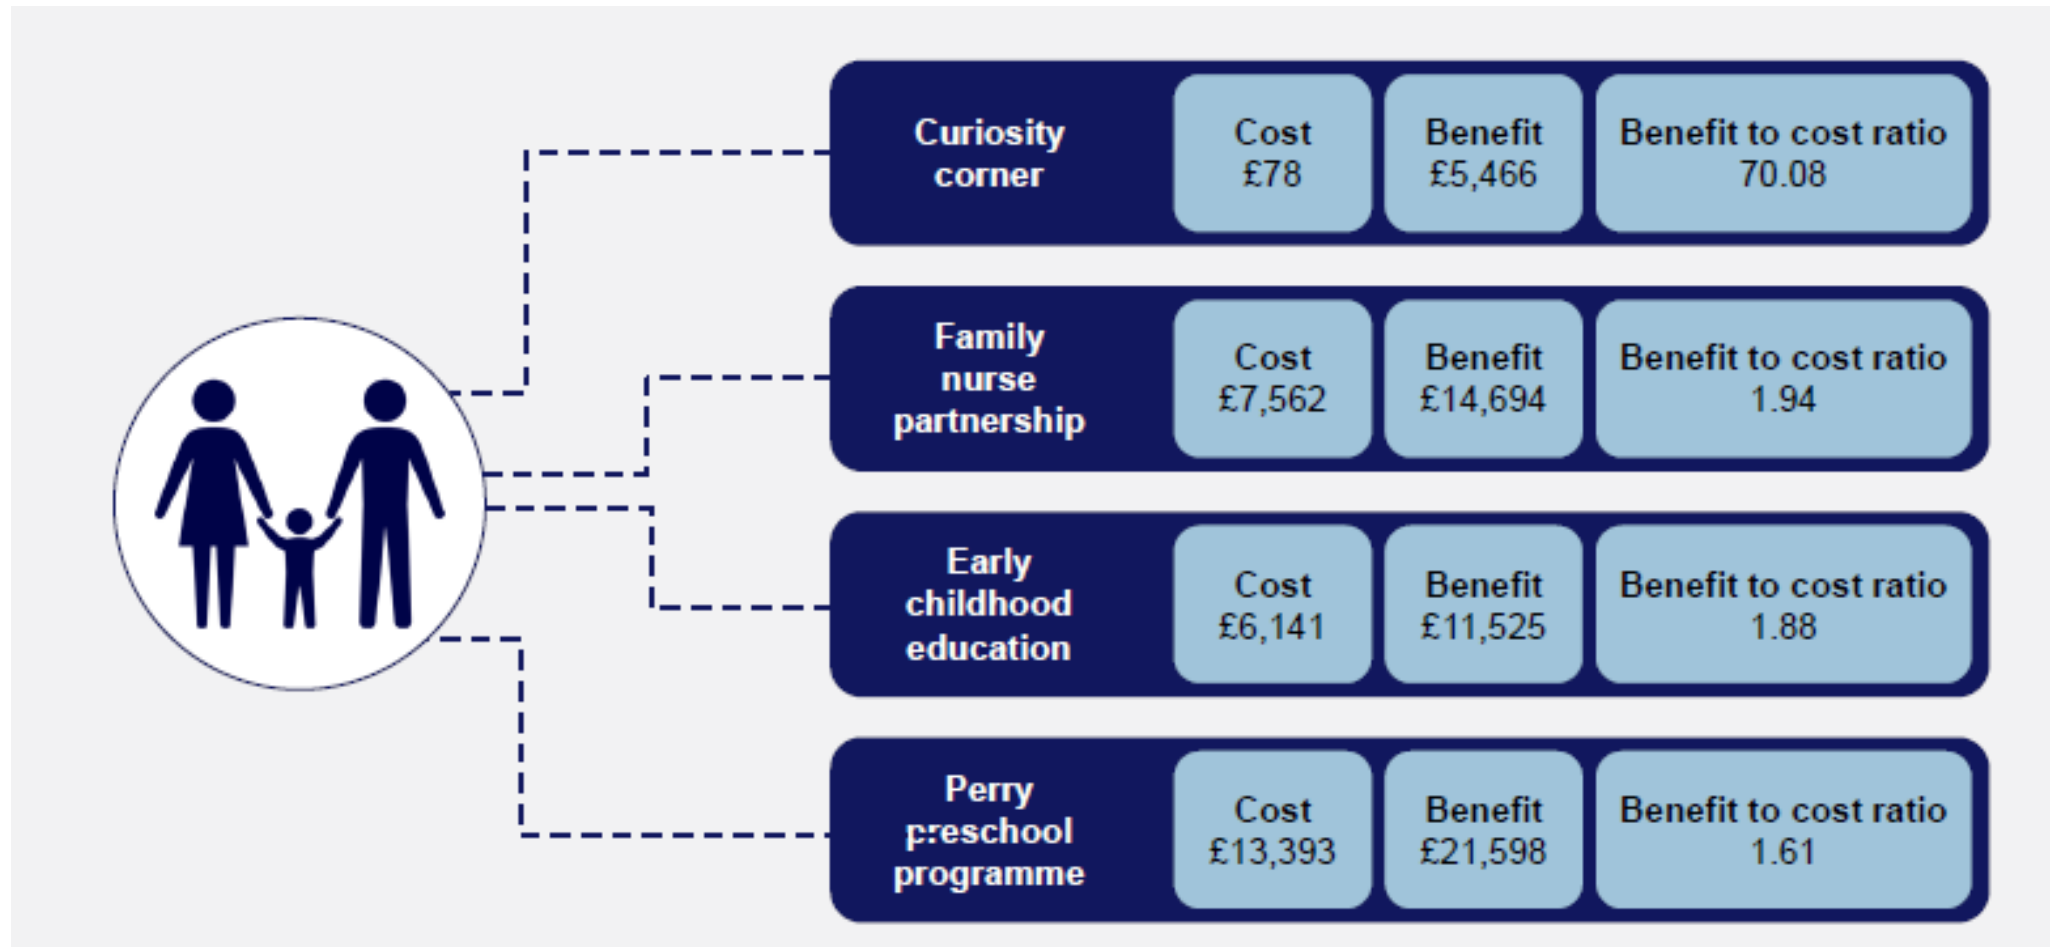 Curiosity
corner
Cost
£78
Benefit
£5,466
Benefit to cost ratio
70.08
Family
nurse
partnership
Cost
£7,562
Benefit
£14,694
Benefit to cost ratio
1.94
Early
childhood
education
Cost
£6,141
Benefit
£11,525
Benefit to cost ratio
1.88
Perry
preschool
programme
Cost
£13,393
Benefit
£21,598
Benefit to cost ratio
1.61